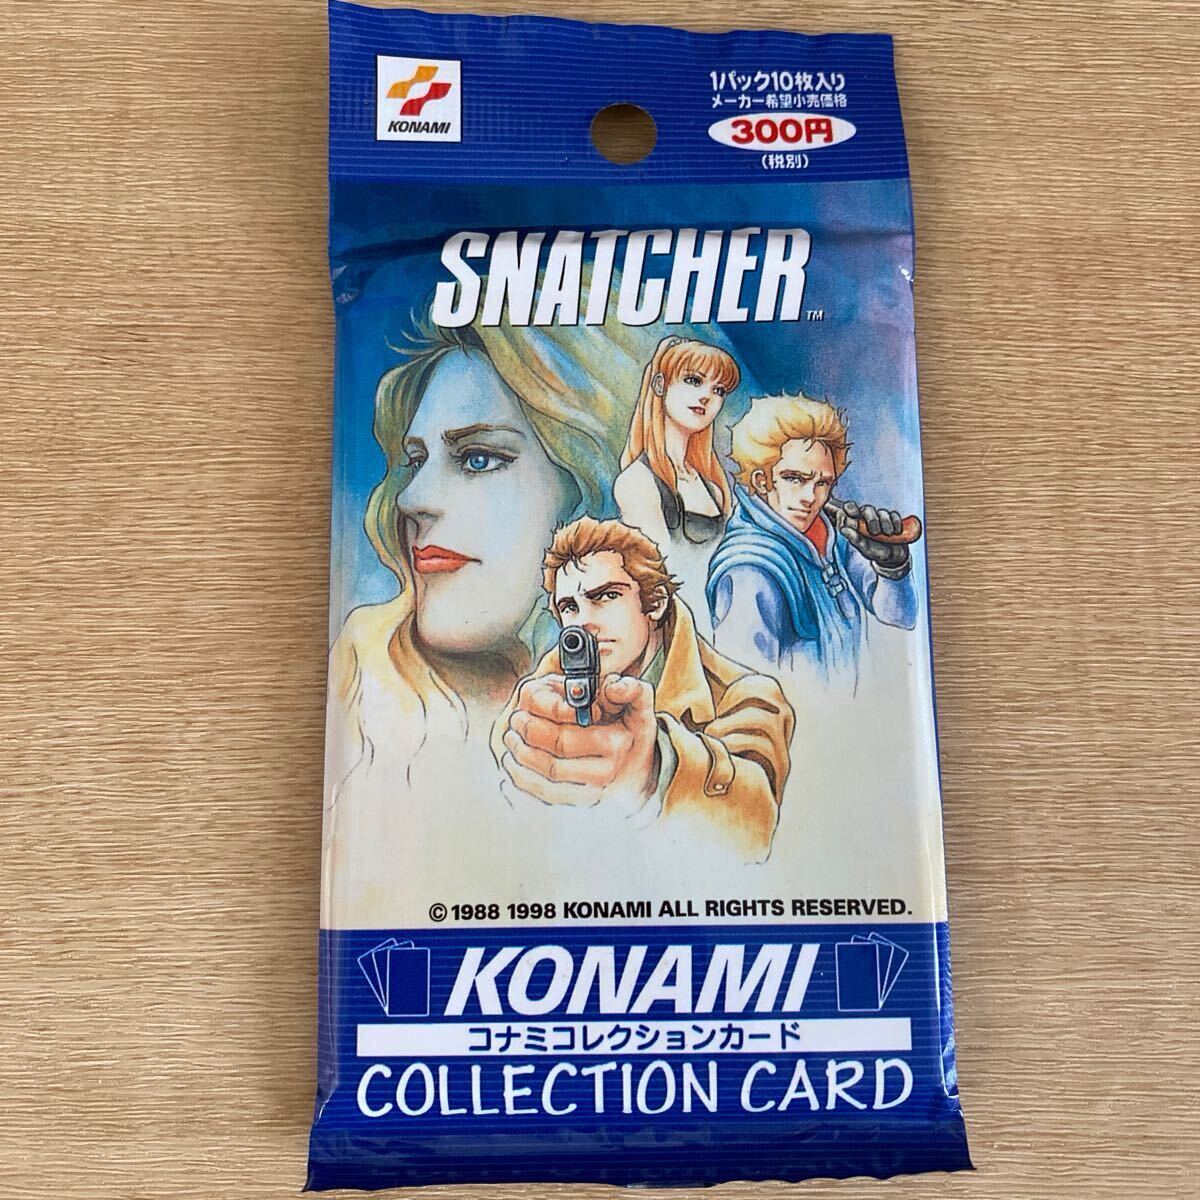 KONAMI
1パック10枚入り
メーカー希望小売価格
300円
(税別)
SNATCHER™
© 1988 1998 KONAMI ALL RIGHTS RESERVED.
KONAMI
コナミコレクションカード
COLLECTION CARD